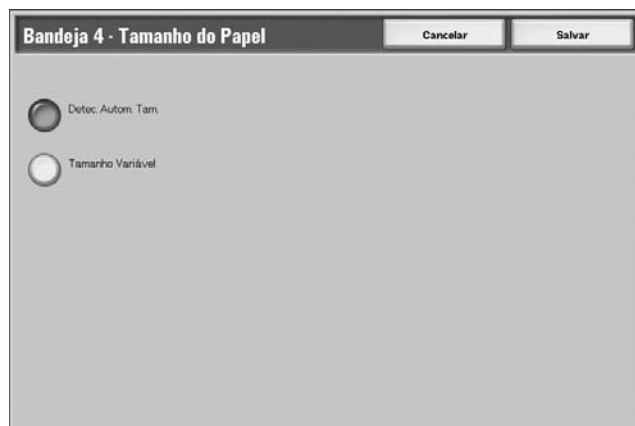 Bandeja 4 - Tamanho do Papel
Cancelar
Salvar
Detec. Autom. Tam.
Tamanho Variável